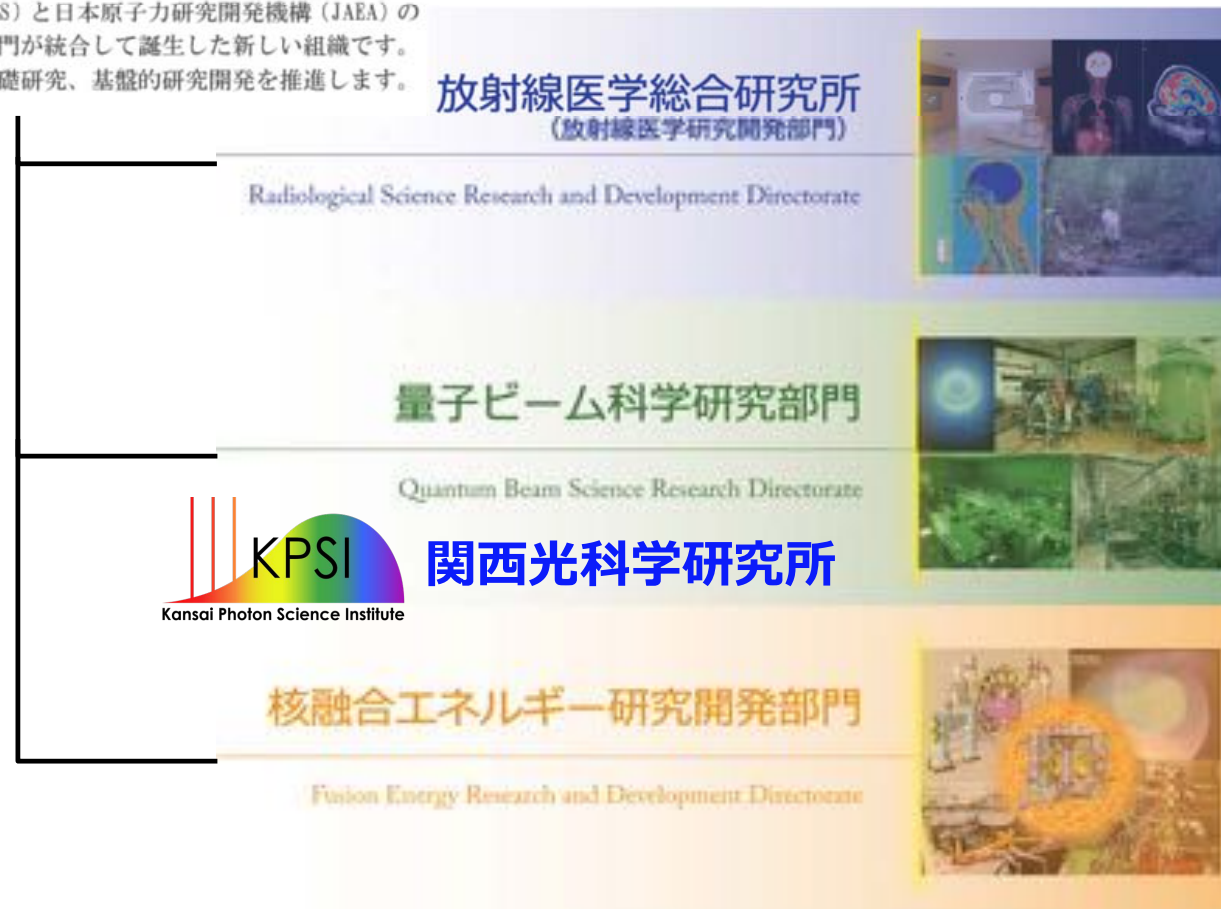 S）と日本原子力研究開発機構（JAEA）の
門が統合して誕生した新しい組織です。
礎研究、基盤的研究開発を推進します。
放射線医学総合研究所
（放射線医学研究開発部門）
Radiological Science Research and Development Directorate
量子ビーム科学研究部門
Quantum Beam Science Research Directorate
KPSI
Kansai Photon Science Institute
関西光科学研究所
核融合エネルギー研究開発部門
Fusion Energy Research and Development Directorate